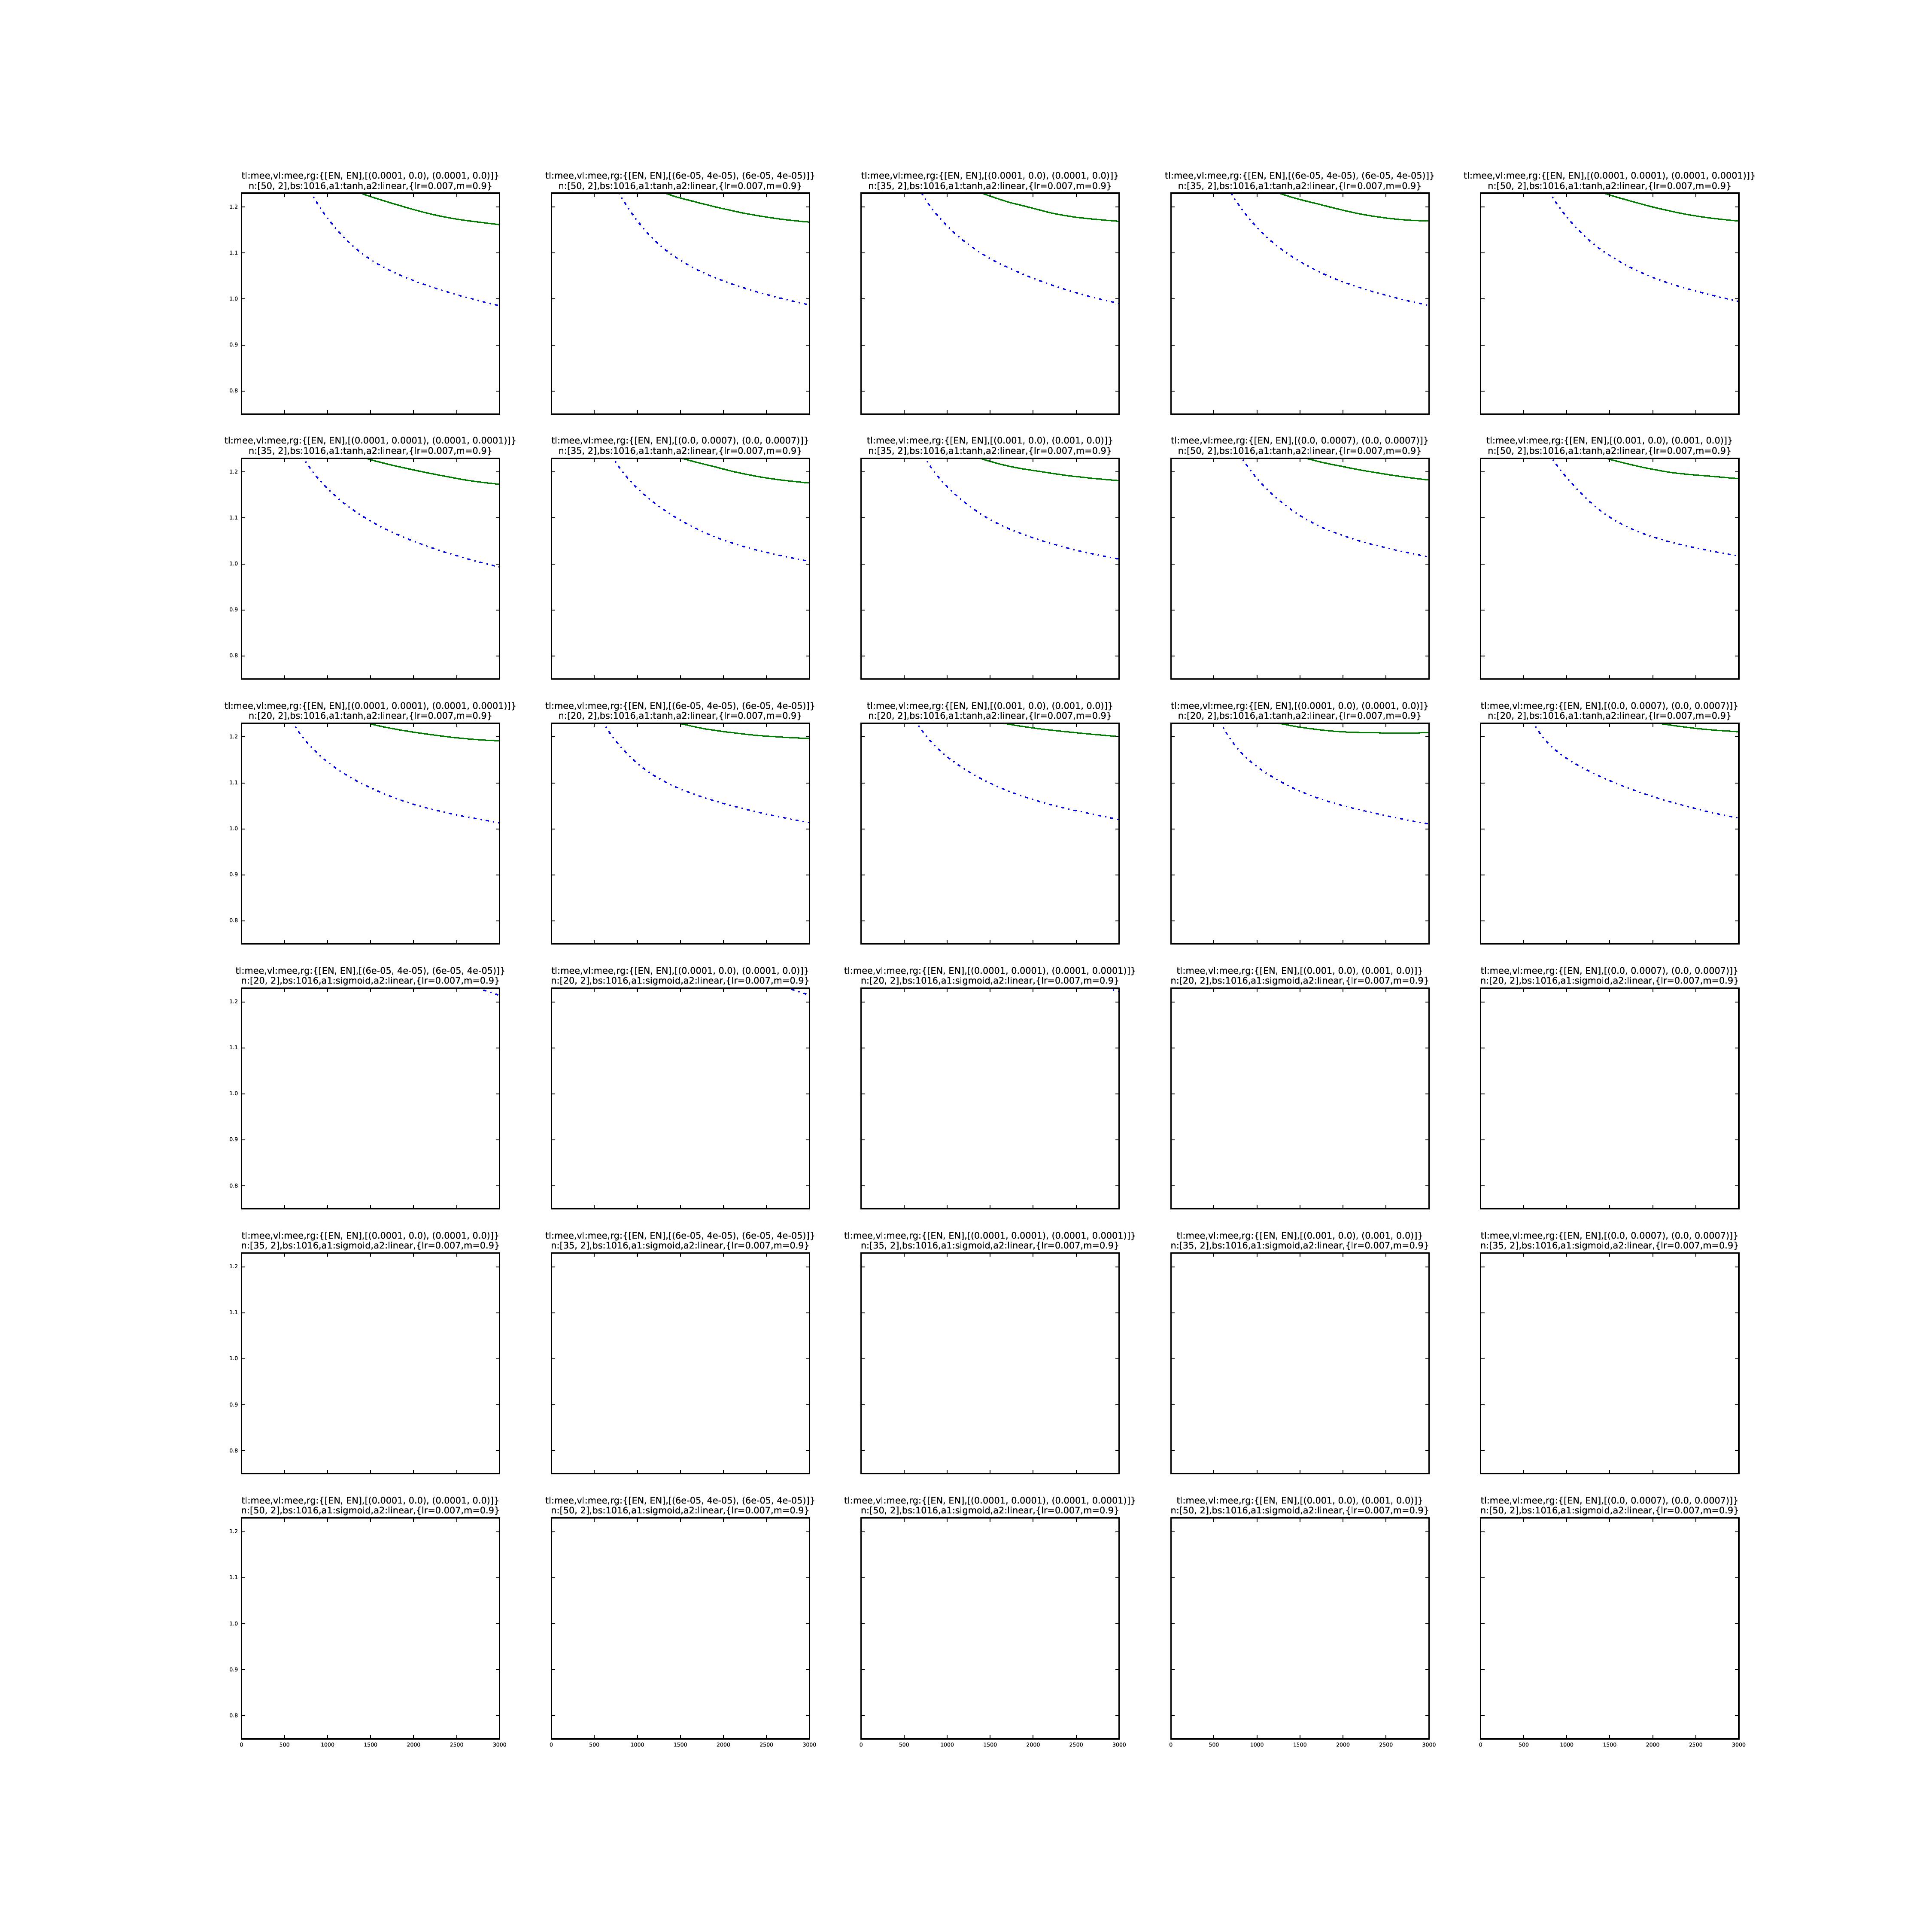 tl:mee,vl:mee,rg:{[EN, EN],[(0.0001, 0.0), (0.0001, 0.0)]}
n:[50, 2],bs:1016,a1:tanh,a2:linear,{lr=0.007,m=0.9}
tl:mee,vl:mee,rg:{[EN, EN],[(6e-05, 4e-05), (6e-05, 4e-05)]}
n:[50, 2],bs:1016,a1:tanh,a2:linear,{lr=0.007,m=0.9}
tl:mee,vl:mee,rg:{[EN, EN],[(0.0001, 0.0), (0.0001, 0.0)]}
n:[35, 2],bs:1016,a1:tanh,a2:linear,{lr=0.007,m=0.9}
tl:mee,vl:mee,rg:{[EN, EN],[(6e-05, 4e-05), (6e-05, 4e-05)]}
n:[35, 2],bs:1016,a1:tanh,a2:linear,{lr=0.007,m=0.9}
tl:mee,vl:mee,rg:{[EN, EN],[(0.0001, 0.0001), (0.0001, 0.0001)]}
n:[50, 2],bs:1016,a1:tanh,a2:linear,{lr=0.007,m=0.9}
1.2
1.1
1.0
0.9
0.8
tl:mee,vl:mee,rg:{[EN, EN],[(0.0001, 0.0001), (0.0001, 0.0001)]}
n:[35, 2],bs:1016,a1:tanh,a2:linear,{lr=0.007,m=0.9}
tl:mee,vl:mee,rg:{[EN, EN],[(0.0, 0.0007), (0.0, 0.0007)]}
n:[35, 2],bs:1016,a1:tanh,a2:linear,{lr=0.007,m=0.9}
tl:mee,vl:mee,rg:{[EN, EN],[(0.001, 0.0), (0.001, 0.0)]}
n:[35, 2],bs:1016,a1:tanh,a2:linear,{lr=0.007,m=0.9}
tl:mee,vl:mee,rg:{[EN, EN],[(0.0, 0.0007), (0.0, 0.0007)]}
n:[50, 2],bs:1016,a1:tanh,a2:linear,{lr=0.007,m=0.9}
tl:mee,vl:mee,rg:{[EN, EN],[(0.001, 0.0), (0.001, 0.0)]}
n:[50, 2],bs:1016,a1:tanh,a2:linear,{lr=0.007,m=0.9}
1.2
1.1
1.0
0.9
0.8
tl:mee,vl:mee,rg:{[EN, EN],[(0.0001, 0.0001), (0.0001, 0.0001)]}
n:[20, 2],bs:1016,a1:tanh,a2:linear,{lr=0.007,m=0.9}
tl:mee,vl:mee,rg:{[EN, EN],[(6e-05, 4e-05), (6e-05, 4e-05)]}
n:[20, 2],bs:1016,a1:tanh,a2:linear,{lr=0.007,m=0.9}
tl:mee,vl:mee,rg:{[EN, EN],[(0.001, 0.0), (0.001, 0.0)]}
n:[20, 2],bs:1016,a1:tanh,a2:linear,{lr=0.007,m=0.9}
tl:mee,vl:mee,rg:{[EN, EN],[(0.0001, 0.0), (0.0001, 0.0)]}
n:[20, 2],bs:1016,a1:tanh,a2:linear,{lr=0.007,m=0.9}
tl:mee,vl:mee,rg:{[EN, EN],[(0.0, 0.0007), (0.0, 0.0007)]}
n:[20, 2],bs:1016,a1:tanh,a2:linear,{lr=0.007,m=0.9}
1.2
1.1
1.0
0.9
0.8
tl:mee,vl:mee,rg:{[EN, EN],[(6e-05, 4e-05), (6e-05, 4e-05)]}
n:[20, 2],bs:1016,a1:sigmoid,a2:linear,{lr=0.007,m=0.9}
tl:mee,vl:mee,rg:{[EN, EN],[(0.0001, 0.0), (0.0001, 0.0)]}
n:[20, 2],bs:1016,a1:sigmoid,a2:linear,{lr=0.007,m=0.9}
tl:mee,vl:mee,rg:{[EN, EN],[(0.0001, 0.0001), (0.0001, 0.0001)]}
n:[20, 2],bs:1016,a1:sigmoid,a2:linear,{lr=0.007,m=0.9}
tl:mee,vl:mee,rg:{[EN, EN],[(0.001, 0.0), (0.001, 0.0)]}
n:[20, 2],bs:1016,a1:sigmoid,a2:linear,{lr=0.007,m=0.9}
tl:mee,vl:mee,rg:{[EN, EN],[(0.0, 0.0007), (0.0, 0.0007)]}
n:[20, 2],bs:1016,a1:sigmoid,a2:linear,{lr=0.007,m=0.9}
1.2
1.1
1.0
0.9
0.8
tl:mee,vl:mee,rg:{[EN, EN],[(0.0001, 0.0), (0.0001, 0.0)]}
n:[35, 2],bs:1016,a1:sigmoid,a2:linear,{lr=0.007,m=0.9}
tl:mee,vl:mee,rg:{[EN, EN],[(6e-05, 4e-05), (6e-05, 4e-05)]}
n:[35, 2],bs:1016,a1:sigmoid,a2:linear,{lr=0.007,m=0.9}
tl:mee,vl:mee,rg:{[EN, EN],[(0.0001, 0.0001), (0.0001, 0.0001)]}
n:[35, 2],bs:1016,a1:sigmoid,a2:linear,{lr=0.007,m=0.9}
tl:mee,vl:mee,rg:{[EN, EN],[(0.001, 0.0), (0.001, 0.0)]}
n:[35, 2],bs:1016,a1:sigmoid,a2:linear,{lr=0.007,m=0.9}
tl:mee,vl:mee,rg:{[EN, EN],[(0.0, 0.0007), (0.0, 0.0007)]}
n:[35, 2],bs:1016,a1:sigmoid,a2:linear,{lr=0.007,m=0.9}
1.2
1.1
1.0
0.9
0.8
tl:mee,vl:mee,rg:{[EN, EN],[(0.0001, 0.0), (0.0001, 0.0)]}
n:[50, 2],bs:1016,a1:sigmoid,a2:linear,{lr=0.007,m=0.9}
tl:mee,vl:mee,rg:{[EN, EN],[(6e-05, 4e-05), (6e-05, 4e-05)]}
n:[50, 2],bs:1016,a1:sigmoid,a2:linear,{lr=0.007,m=0.9}
tl:mee,vl:mee,rg:{[EN, EN],[(0.0001, 0.0001), (0.0001, 0.0001)]}
n:[50, 2],bs:1016,a1:sigmoid,a2:linear,{lr=0.007,m=0.9}
tl:mee,vl:mee,rg:{[EN, EN],[(0.001, 0.0), (0.001, 0.0)]}
n:[50, 2],bs:1016,a1:sigmoid,a2:linear,{lr=0.007,m=0.9}
tl:mee,vl:mee,rg:{[EN, EN],[(0.0, 0.0007), (0.0, 0.0007)]}
n:[50, 2],bs:1016,a1:sigmoid,a2:linear,{lr=0.007,m=0.9}
1.2
1.1
1.0
0.9
0.8
0 500 1000 1500 2000 2500 3000
0 500 1000 1500 2000 2500 3000
0 500 1000 1500 2000 2500 3000
0 500 1000 1500 2000 2500 3000
0 500 1000 1500 2000 2500 3000